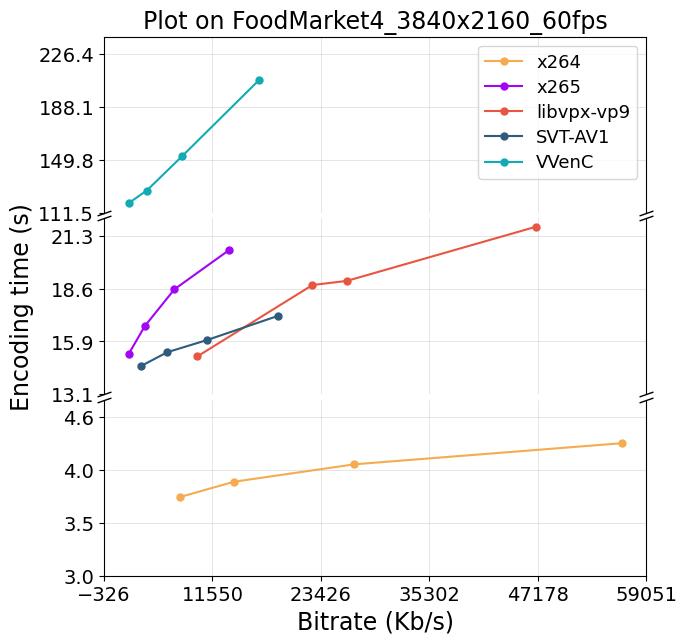 Plot on FoodMarket4_3840x2160_60fps
226.4
188.1
149.8
111.5
x264
x265
libvpx-vp9
SVT-AV1
VVenC
21.3
18.6
15.9
13.1
4.6
4.0
3.5
3.0
Encoding time (s)
−326 11550 23426 35302 47178 59051
Bitrate (Kb/s)